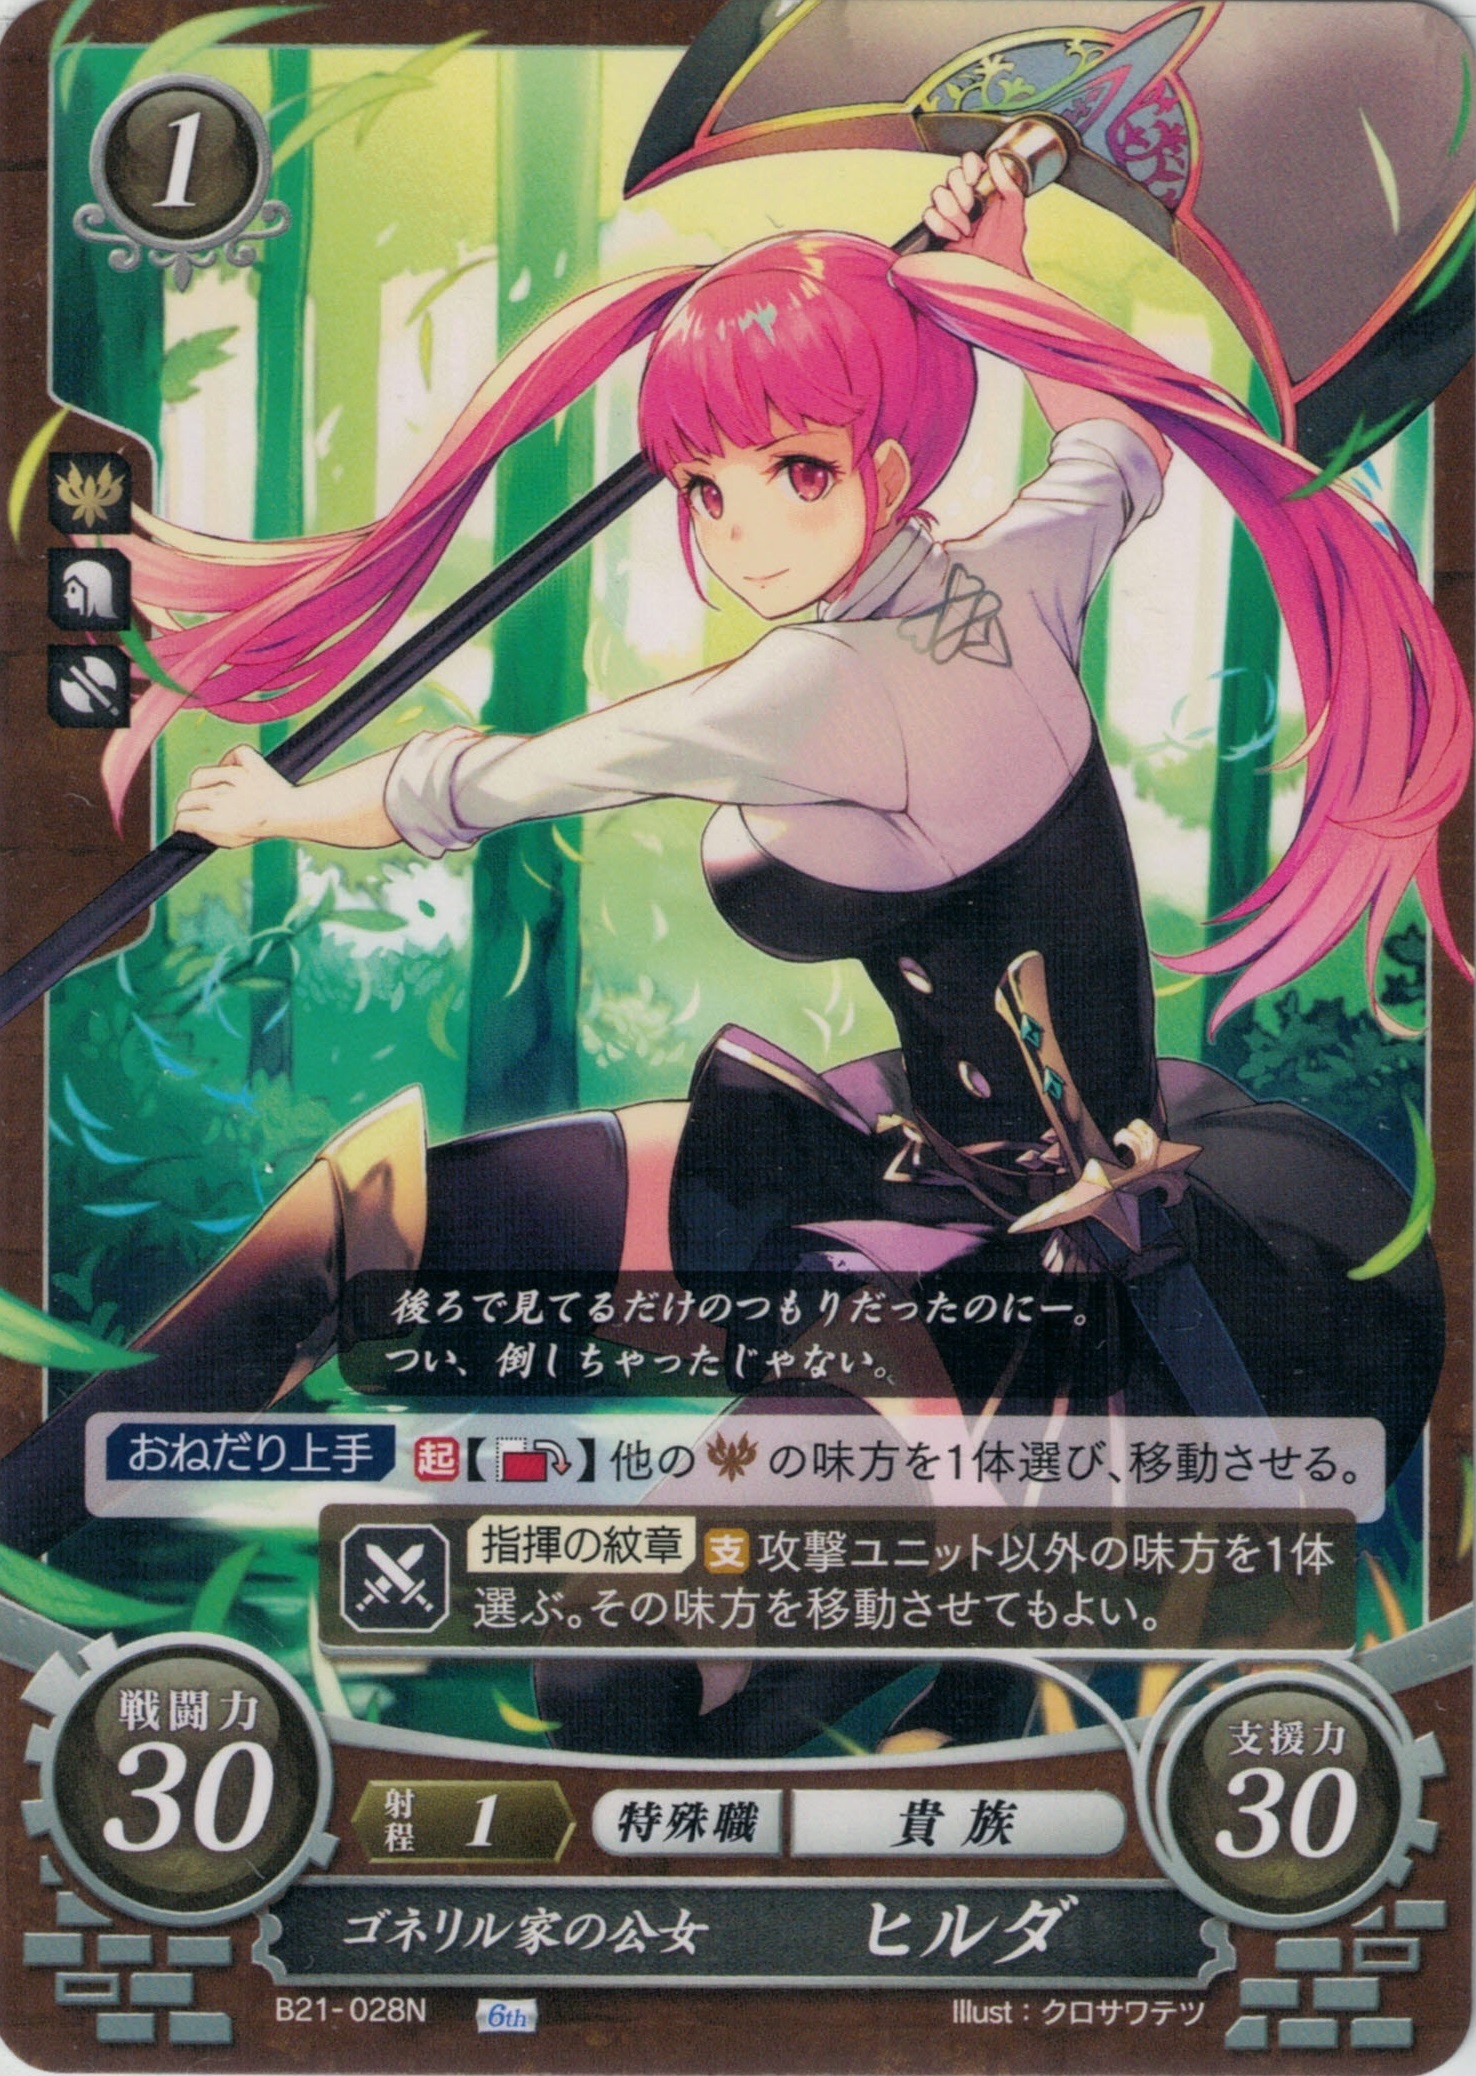 1
後ろで見てるだけのつもりだったのにー。
つい、倒しちゃったじゃない。
おねだり上手 起【 】他の の味方を1体選び、移動させる。
指揮の紋章 支 攻撃ユニット以外の味方を1体
選ぶ。その味方を移動させてもよい。
戦闘力
30
射程 1
特殊職 貴族
支援力
30
ゴネリル家の公女 ヒルダ
B21-028N 6th Illust：クロサワテツ